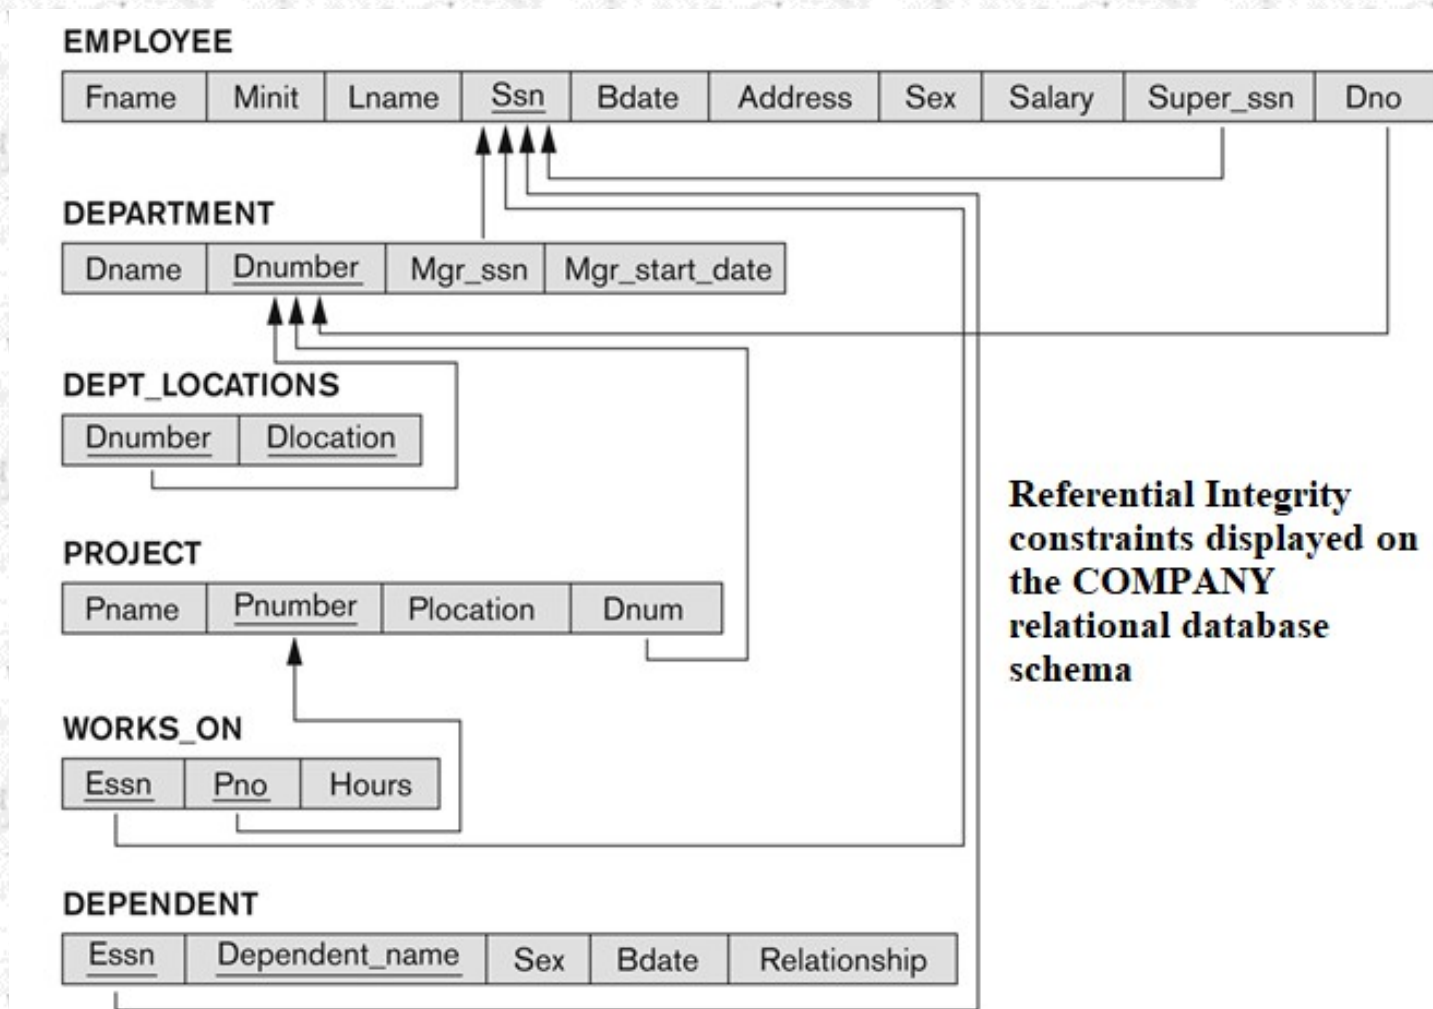 EMPLOYEE
Fname Minit Lname Ssn Bdate Address Sex Salary Super_ssn Dno
DEPARTMENT
Dname Dnumber Mgr_ssn Mgr_start_date
DEPT_LOCATIONS
Dnumber Dlocation
PROJECT
Pname Pnumber Plocation Dnum
WORKS_ON
Essn Pno Hours
DEPENDENT
Essn Dependent_name Sex Bdate Relationship
Referential Integrity
constraints displayed on
the COMPANY
relational database
schema